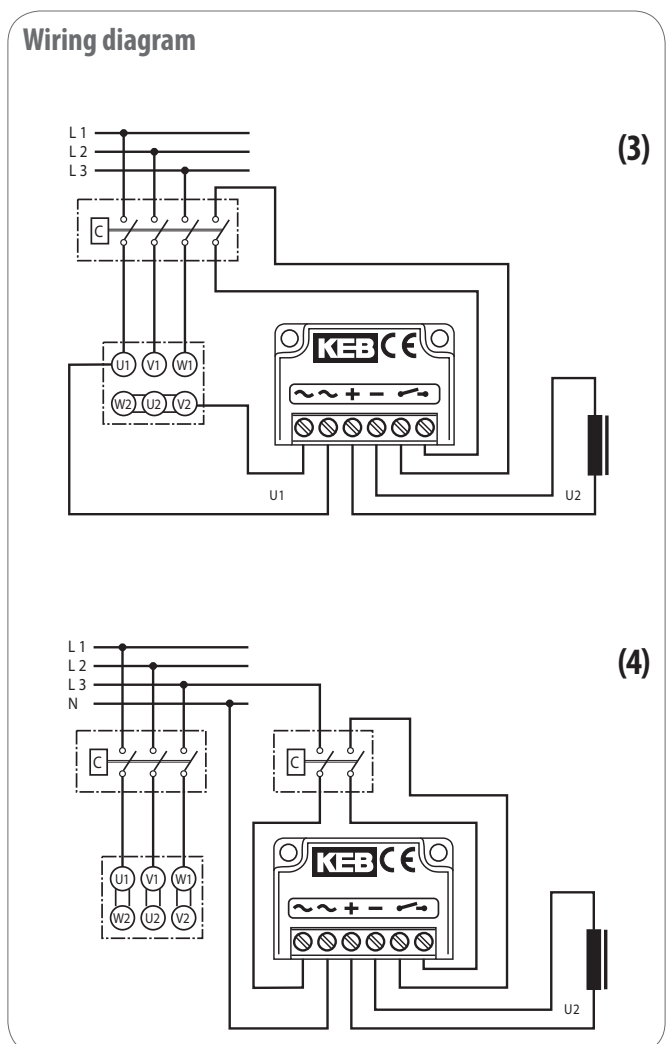 Wiring diagram
(3)
L 1
L 2
L 3
C
KEB CE
U1 V1 W1
W2 U2 V2
∼ ∼ + −
U1
U2
(4)
L 1
L 2
L 3
N
C
C
KEB CE
U1 V1 W1
∼ ∼ + −
W2 U2 V2
U2